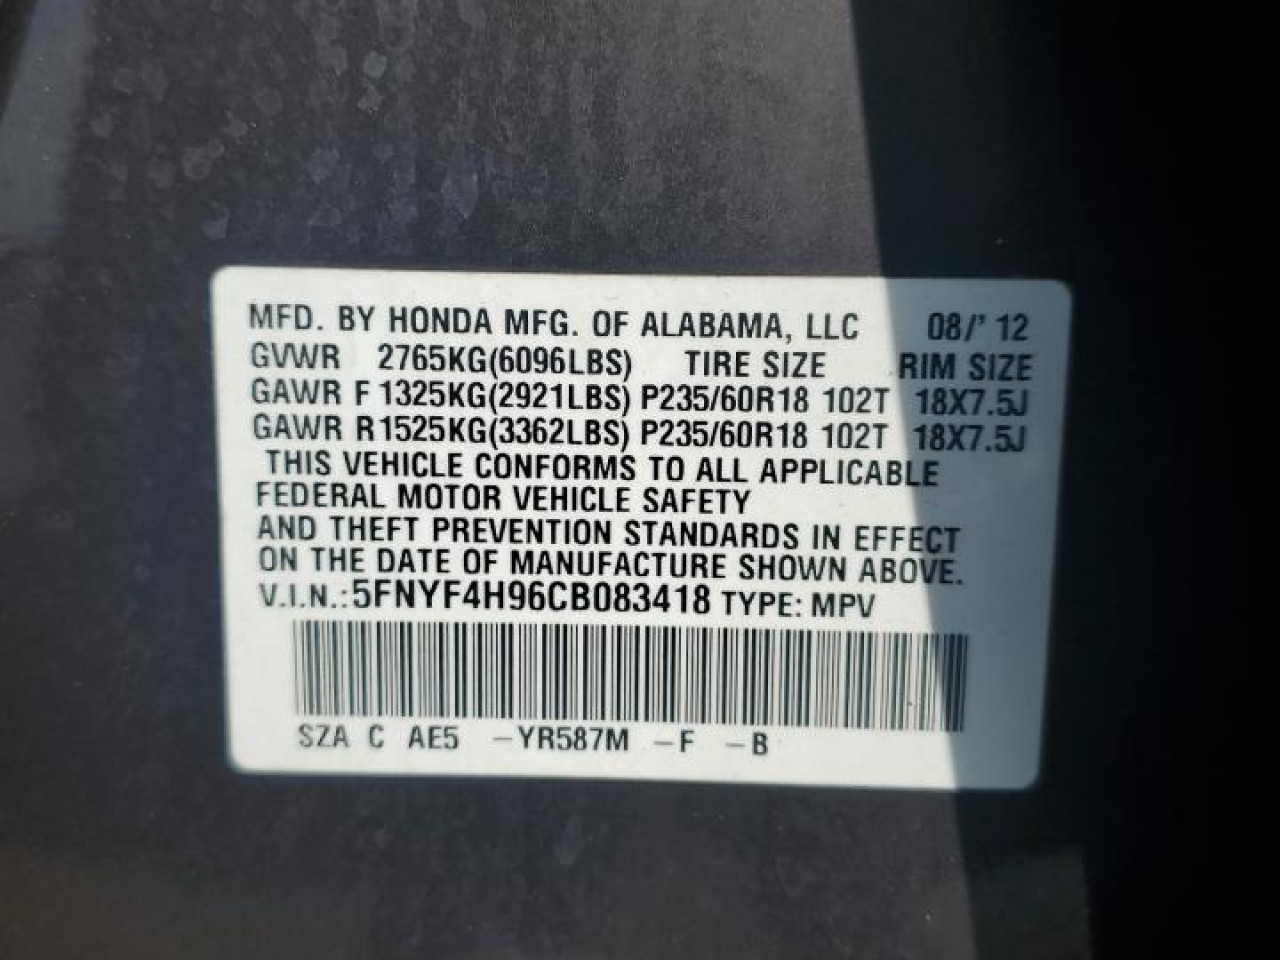 MFD. BY HONDA MFG. OF ALABAMA, LLC 08/'12
GVWR 2765KG(6096LBS) TIRE SIZE RIM SIZE
GAWR F 1325KG(2921LBS) P235/60R18 102T 18X7.5J
GAWR R 1525KG(3362LBS) P235/60R18 102T 18X7.5J
THIS VEHICLE CONFORMS TO ALL APPLICABLE
FEDERAL MOTOR VEHICLE SAFETY
AND THEFT PREVENTION STANDARDS IN EFFECT
ON THE DATE OF MANUFACTURE SHOWN ABOVE.
V.I.N.:5FNYF4H96CB083418 TYPE: MPV
SZA C AE5 -YR587M -F -B